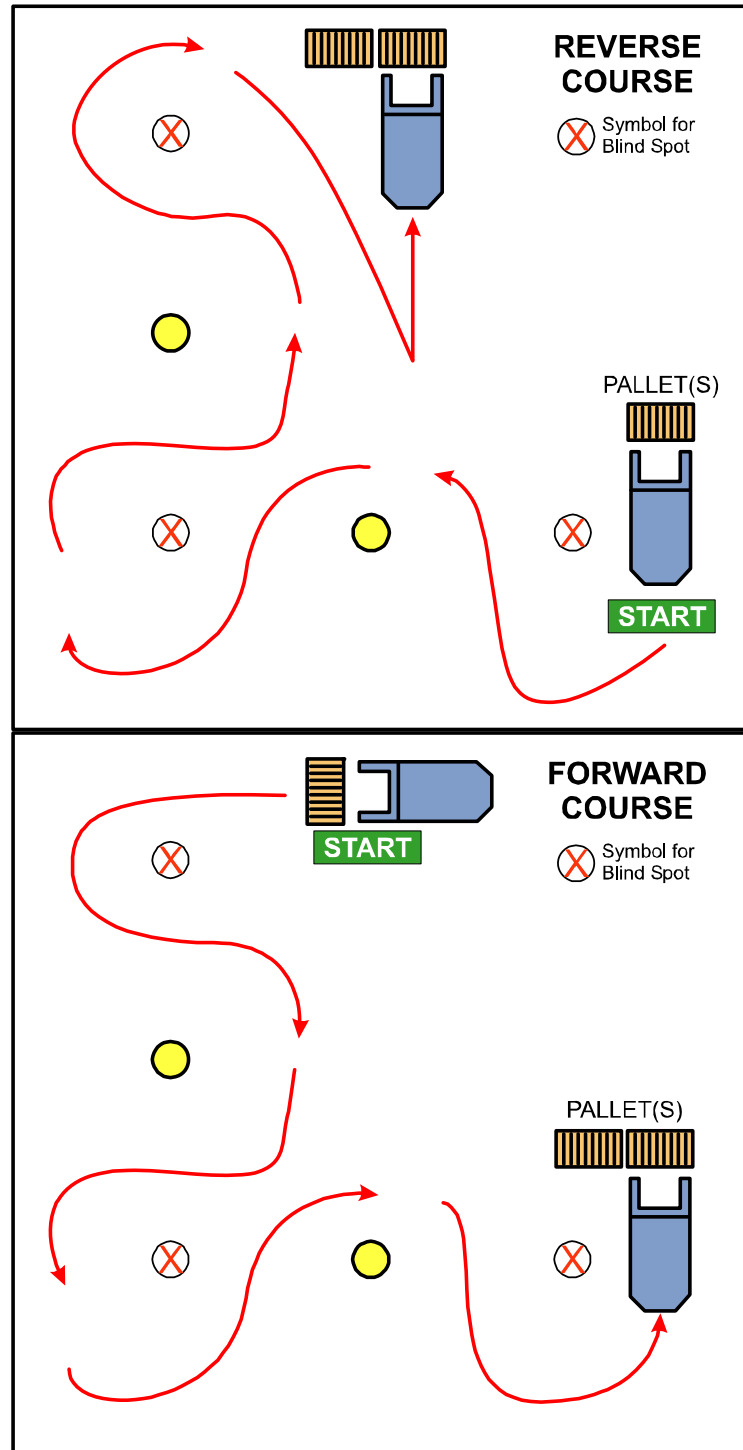 REVERSE
COURSE
Symbol for
Blind Spot
PALLET(S)
START
FORWARD
COURSE
START
Symbol for
Blind Spot
PALLET(S)